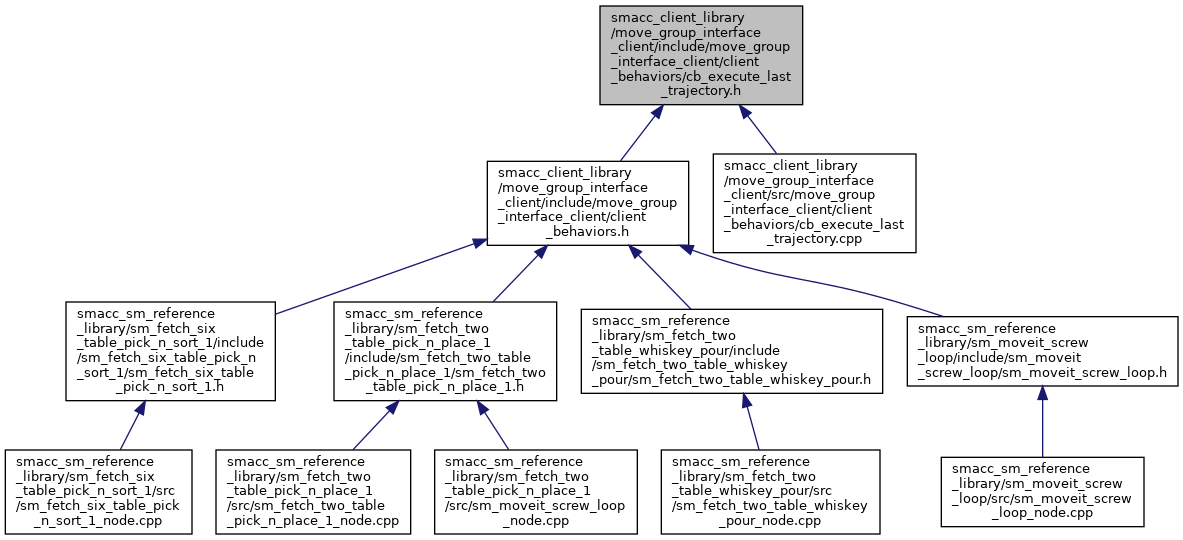 smacc_client_library
/move_group_interface
_client/include/move_group
_interface_client/client
_behaviors/cb_execute_last
_trajectory.h
smacc_client_library
/move_group_interface
_client/include/move_group
_interface_client/client
_behaviors.h
smacc_client_library
/move_group_interface
_client/src/move_group
_interface_client/client
_behaviors/cb_execute_last
_trajectory.cpp
smacc_sm_reference
_library/sm_fetch_six
_table_pick_n_sort_1/include
/sm_fetch_six_table_pick_n
_sort_1/sm_fetch_six_table
_pick_n_sort_1.h
smacc_sm_reference
_library/sm_fetch_two
_table_pick_n_place_1
/include/sm_fetch_two_table
_pick_n_place_1/sm_fetch_two
_table_pick_n_place_1.h
smacc_sm_reference
_library/sm_fetch_two
_table_whiskey_pour/include
/sm_fetch_two_table_whiskey
_pour/sm_fetch_two_table_whiskey_pour.h
smacc_sm_reference
_library/sm_moveit_screw
_loop/include/sm_moveit
_screw_loop/sm_moveit_screw_loop.h
smacc_sm_reference
_library/sm_fetch_six
_table_pick_n_sort_1/src
/sm_fetch_six_table_pick
_n_sort_1_node.cpp
smacc_sm_reference
_library/sm_fetch_two
_table_pick_n_place_1
/src/sm_fetch_two_table
_pick_n_place_1_node.cpp
smacc_sm_reference
_library/sm_fetch_two
_table_pick_n_place_1
/src/sm_moveit_screw_loop
_node.cpp
smacc_sm_reference
_library/sm_fetch_two
_table_whiskey_pour/src
/sm_fetch_two_table_whiskey
_pour_node.cpp
smacc_sm_reference
_library/sm_moveit_screw
_loop/src/sm_moveit_screw
_loop_node.cpp